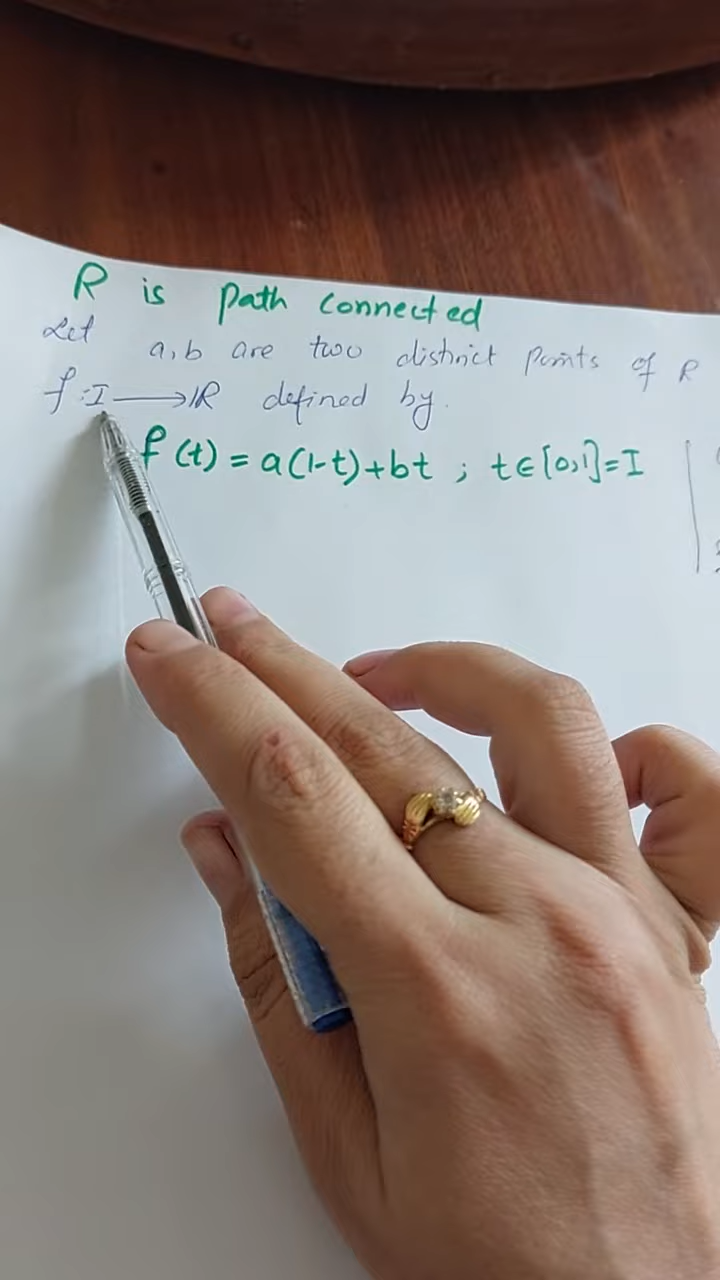 R is path connected
Let a,b are two distinct points of R
f:I⟶R defined by.
f(t) = a(1-t)+bt ; t∈[0,1]=I